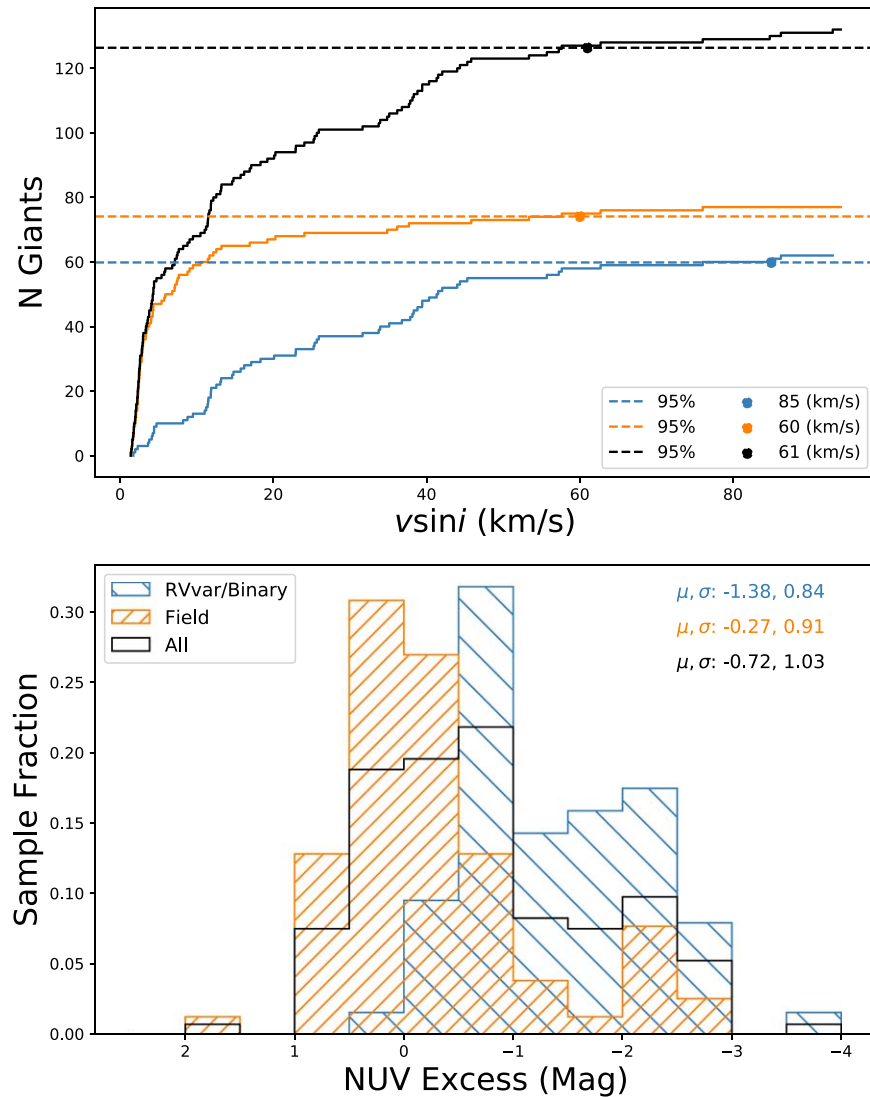 120
100
80
60
40
20
0
N Giants
95% 85 (km/s)
95% 60 (km/s)
95% 61 (km/s)
0 20 40 60 80
vsini (km/s)
RVvar/Binary
Field
All
μ, σ: -1.38, 0.84
μ, σ: -0.27, 0.91
μ, σ: -0.72, 1.03
0.30
0.25
0.20
0.15
0.10
0.05
0.00
Sample Fraction
2 1 0 −1 −2 −3 −4
NUV Excess (Mag)